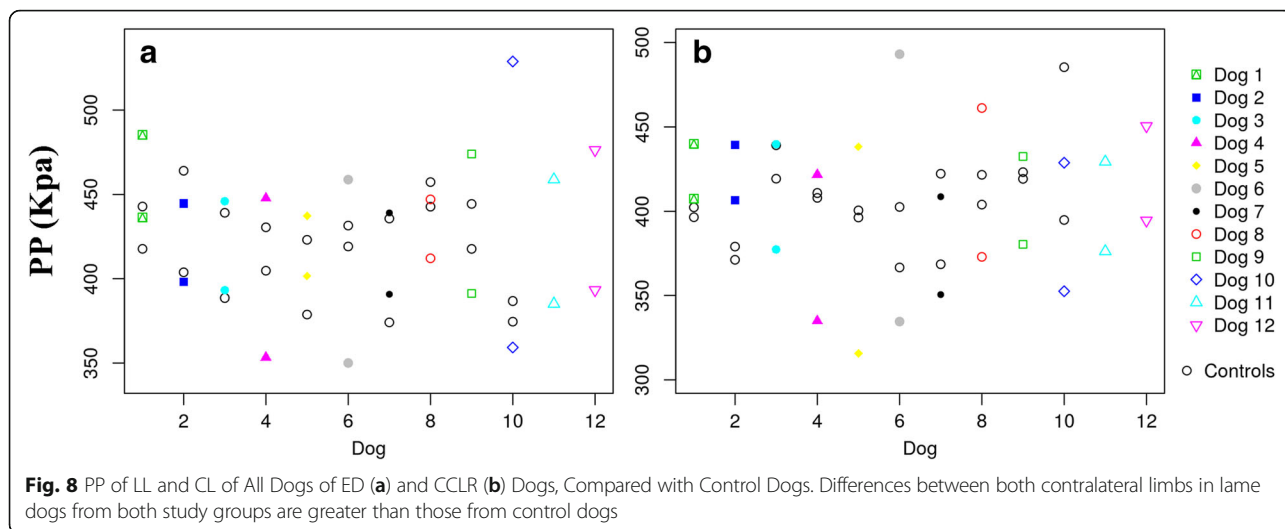 a
b
PP (Kpa)
500
450
400
350
2 4 6 8 10 12
Dog
500
450
400
350
300
2 4 6 8 10 12
Dog
Dog 1
Dog 2
Dog 3
Dog 4
Dog 5
Dog 6
Dog 7
Dog 8
Dog 9
Dog 10
Dog 11
Dog 12
Controls
Fig. 8 PP of LL and CL of All Dogs of ED (a) and CCLR (b) Dogs, Compared with Control Dogs. Differences between both contralateral limbs in lame
dogs from both study groups are greater than those from control dogs